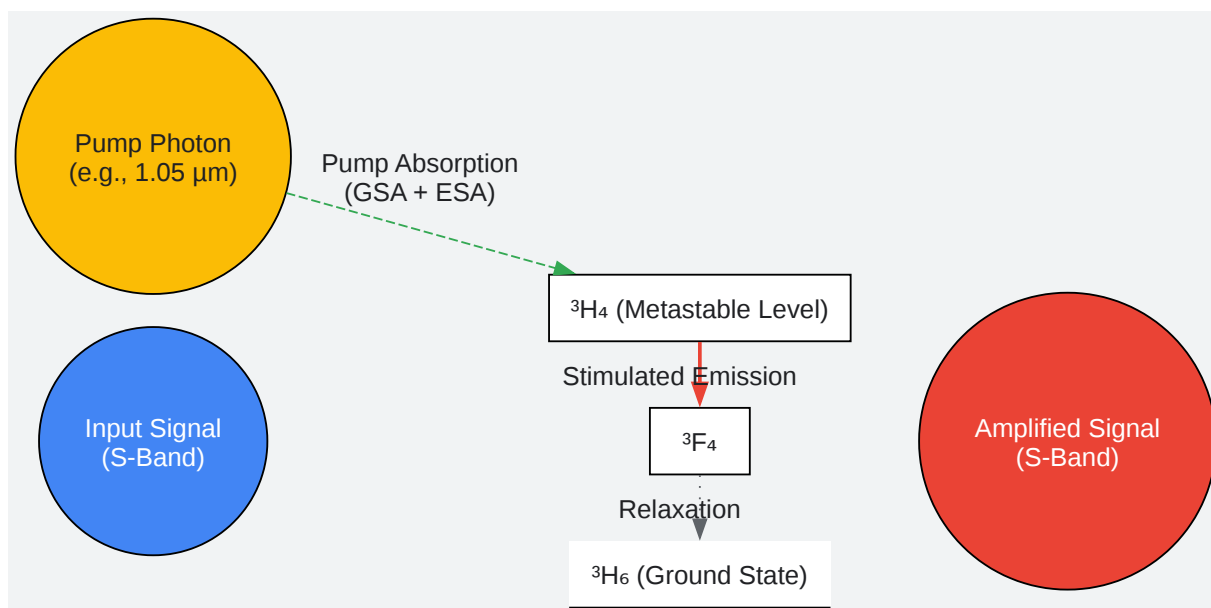 Pump Photon
(e.g., 1.05 µm)
Pump Absorption
(GSA + ESA)
³H₄ (Metastable Level)
Stimulated Emission
Input Signal
(S-Band)
³F₄
Amplified Signal
(S-Band)
Relaxation
³H₆ (Ground State)